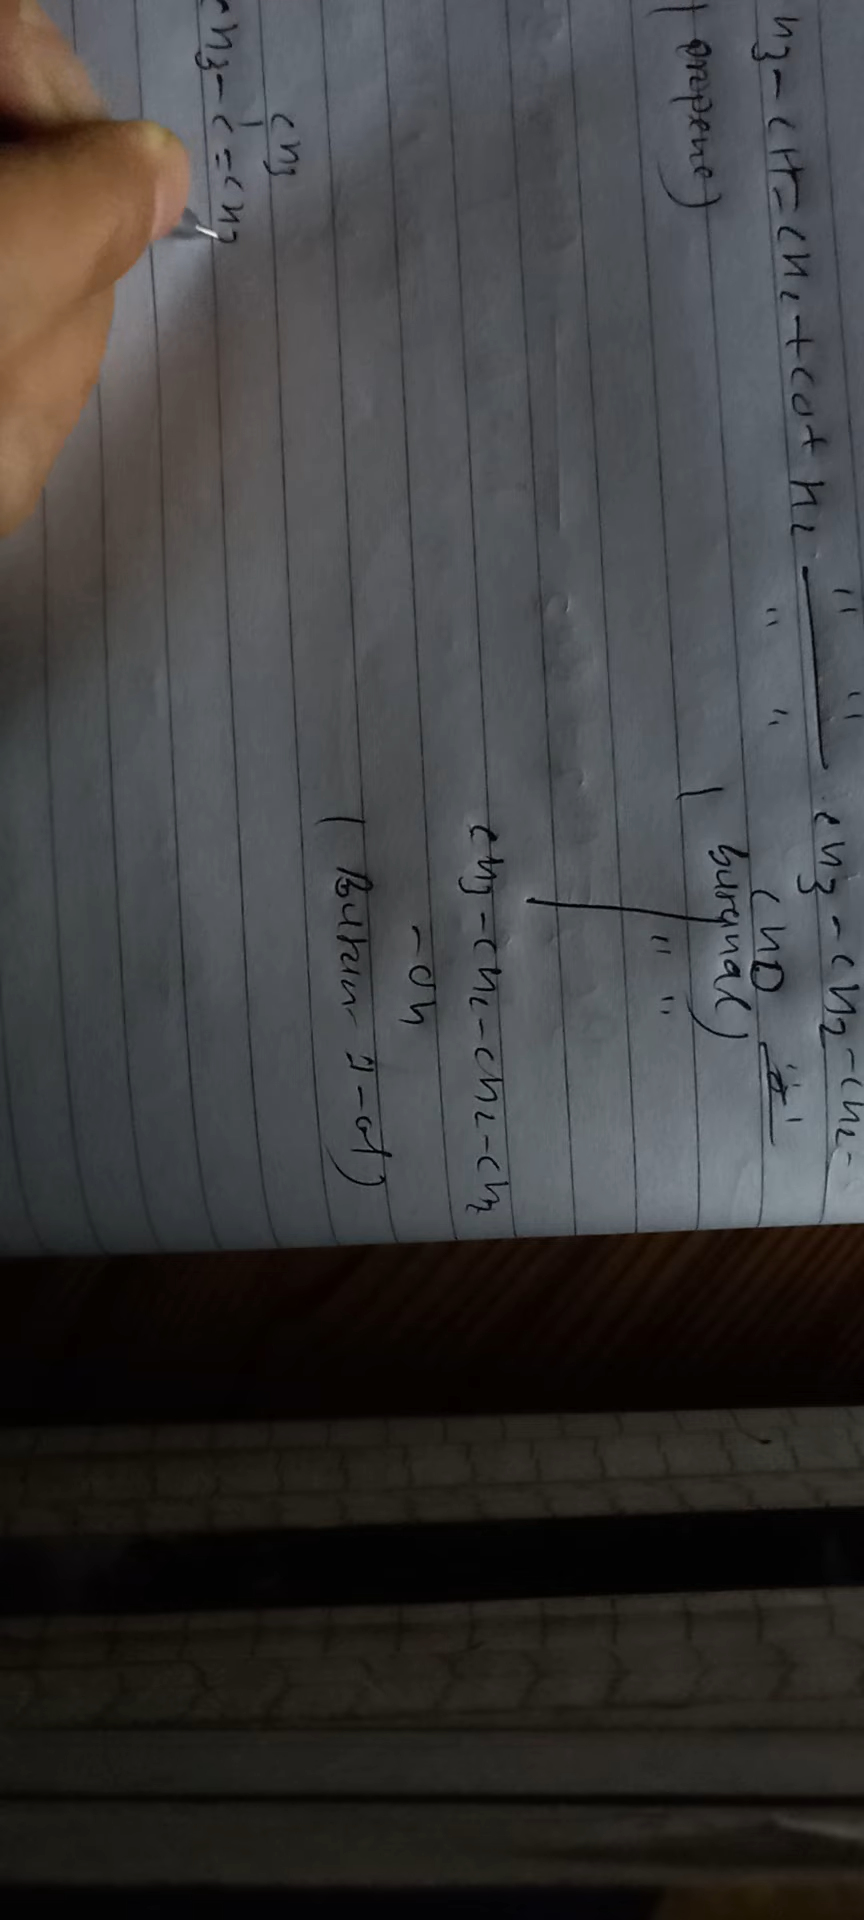 " "
H3-CH=CH2+CO+H2 CH3-CH2-CH2-
" "
CHO
(propene) (butanal)
" "
CH3-CH2-CH2-CH2
-OH
(Butan-1-ol)
CH3
CH3-C=CH2